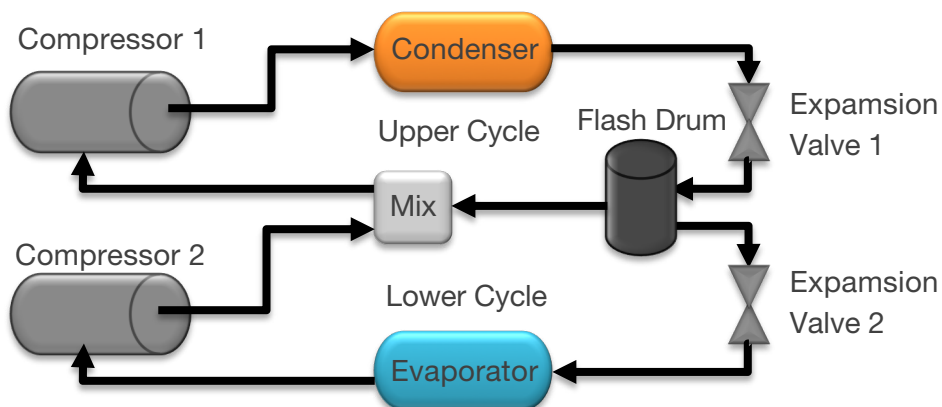 Compressor 1
Condenser
Expamsion
Valve 1
Flash Drum
Upper Cycle
Mix
Compressor 2
Lower Cycle
Expamsion
Valve 2
Evaporator